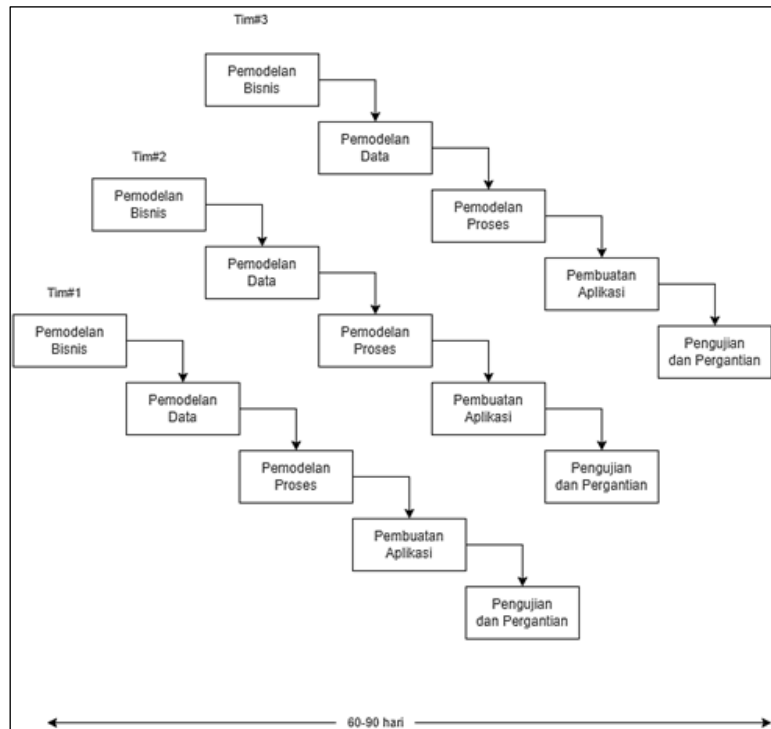 Tim#3
Pemodelan
Bisnis
Pemodelan
Data
Pemodelan
Proses
Pembuatan
Aplikasi
Pengujian
dan Pergantian
Tim#2
Pemodelan
Bisnis
Pemodelan
Data
Pemodelan
Proses
Pembuatan
Aplikasi
Pengujian
dan Pergantian
Tim#1
Pemodelan
Bisnis
Pemodelan
Data
Pemodelan
Proses
Pembuatan
Aplikasi
Pengujian
dan Pergantian
60-90 hari